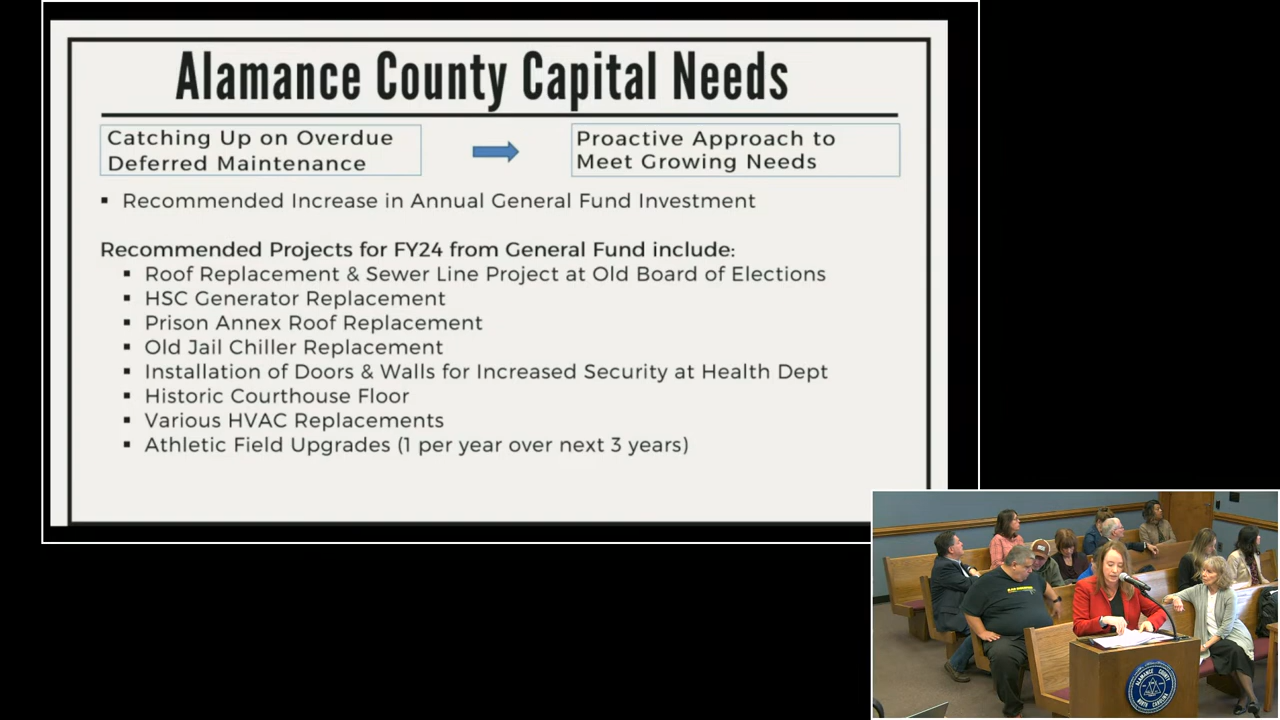 Alamance County Capital Needs
Catching Up on Overdue
Deferred Maintenance
Proactive Approach to
Meet Growing Needs
▪ Recommended Increase in Annual General Fund Investment
Recommended Projects for FY24 from General Fund include:
▪ Roof Replacement & Sewer Line Project at Old Board of Elections
▪ HSC Generator Replacement
▪ Prison Annex Roof Replacement
▪ Old Jail Chiller Replacement
▪ Installation of Doors & Walls for Increased Security at Health Dept
▪ Historic Courthouse Floor
▪ Various HVAC Replacements
▪ Athletic Field Upgrades (1 per year over next 3 years)
ALAMANCE COUNTY
NORTH CAROLINA